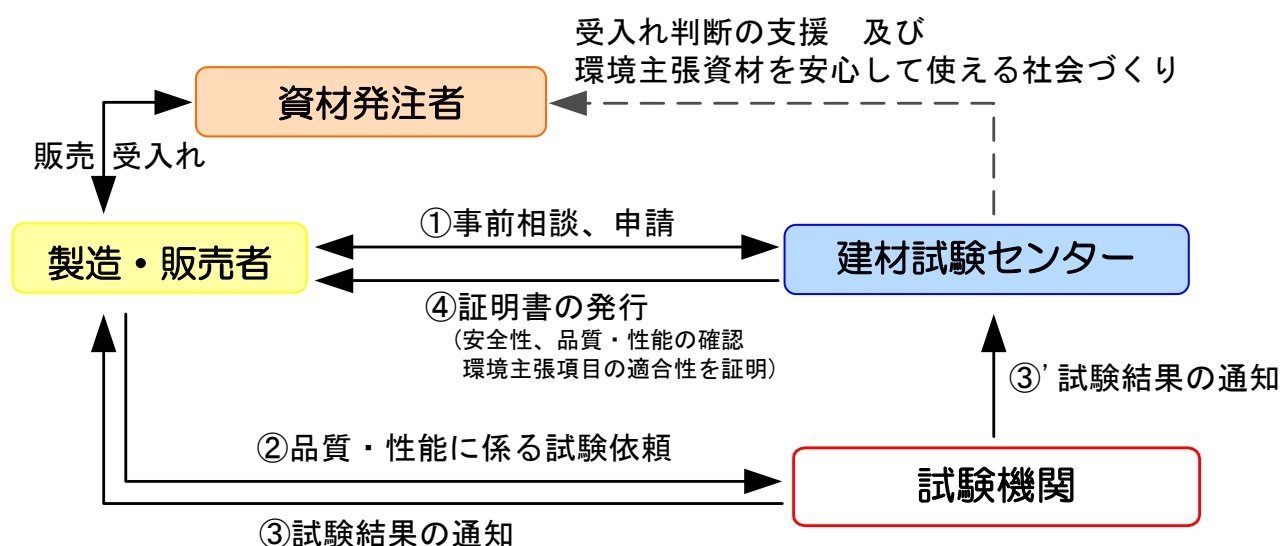 受入れ判断の支援　及び
環境主張資材を安心して使える社会づくり
資材発注者
販売 受入れ
①事前相談、申請
製造・販売者
建材試験センター
④証明書の発行
（安全性、品質・性能の確認
環境主張項目の適合性を証明）
③’試験結果の通知
②品質・性能に係る試験依頼
試験機関
③試験結果の通知